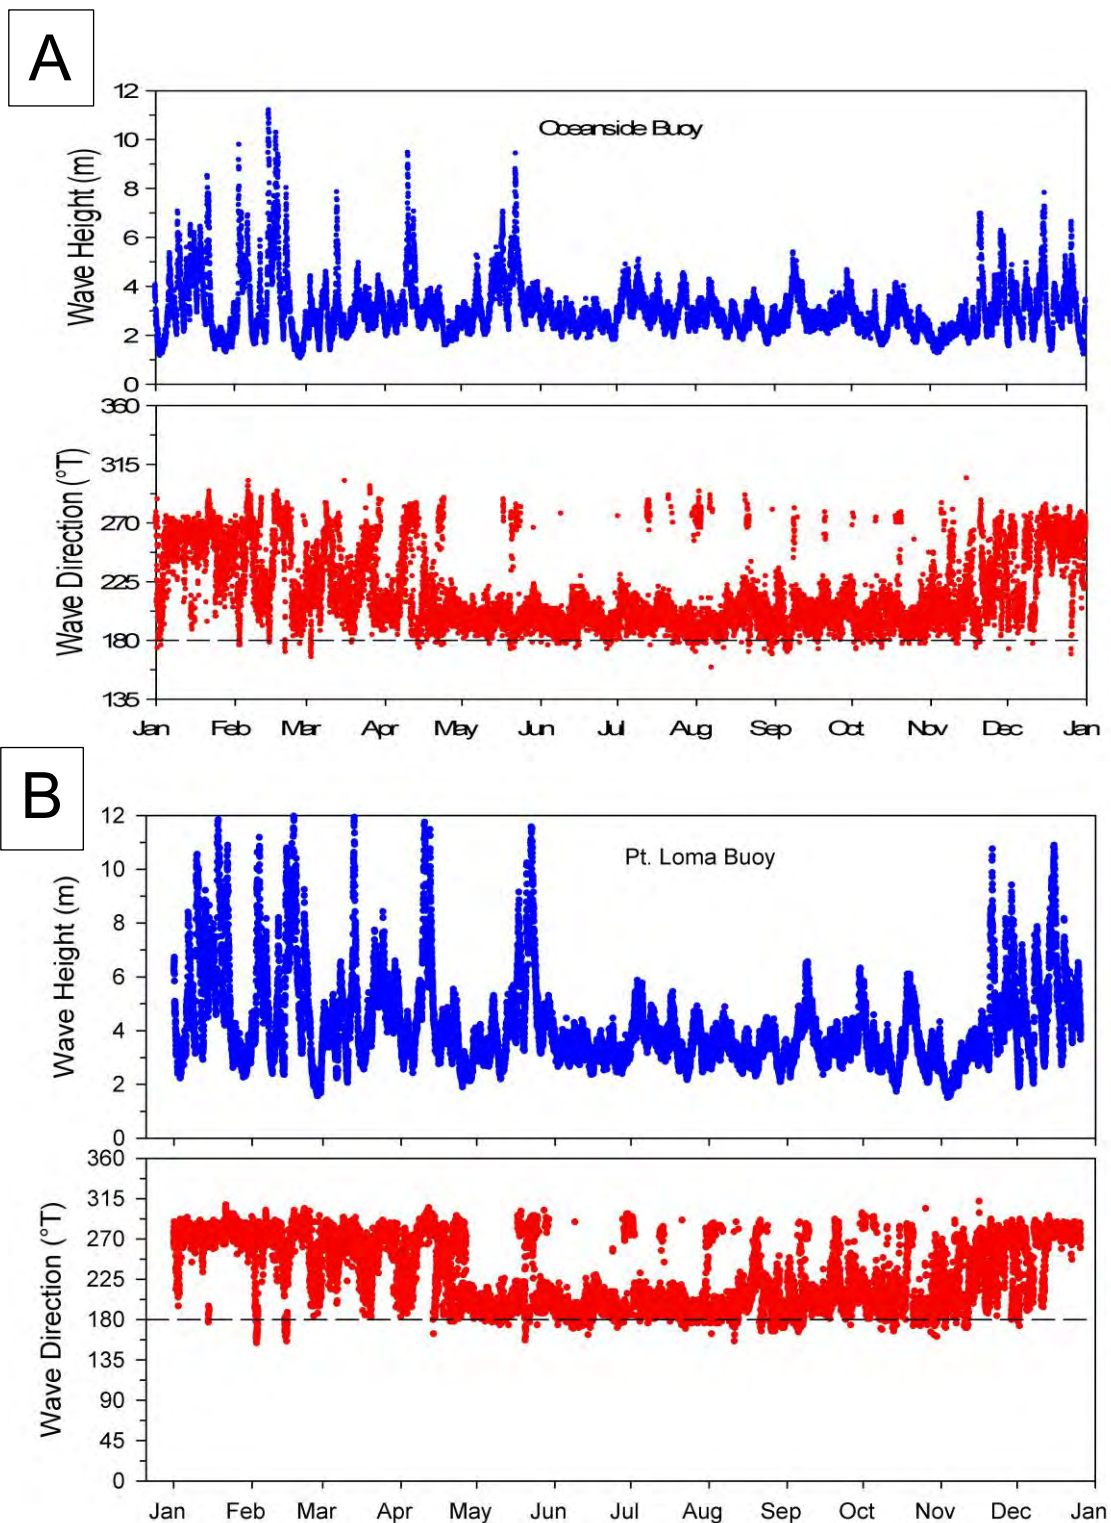 A
12
10
8
6
4
2
0
Wave Height (m)
Oceanside Buoy
360
315
270
225
180
135
Wave Direction (°T)
Jan Feb Mar Apr May Jun Jul Aug Sep Oct Nov Dec Jan
B
12
10
8
6
4
2
0
Wave Height (m)
Pt. Loma Buoy
360
315
270
225
180
135
90
45
0
Wave Direction (°T)
Jan Feb Mar Apr May Jun Jul Aug Sep Oct Nov Dec Jan